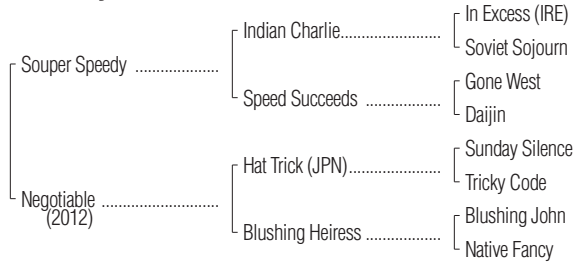 In Excess (IRE)
Indian Charlie.....................
Soviet Sojourn
Souper Speedy .....................
Gone West
Speed Succeeds ...................
Daijin
Sunday Silence
Hat Trick (JPN).....................
Tricky Code
Negotiable ..........................
(2012)
Blushing John
Blushing Heiress ...................
Native Fancy